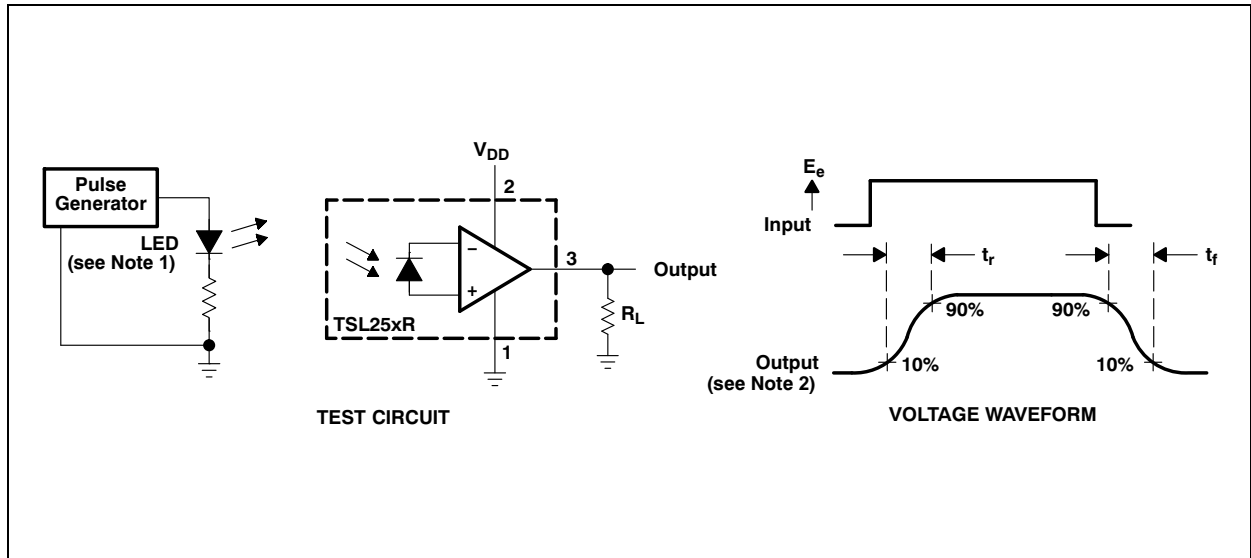 Pulse
Generator
LED
(see Note 1)
V_DD
2
−
+
3
Output
R_L
TSL25xR
1
TEST CIRCUIT
E_e
Input
t_r
t_f
90%
90%
Output
(see Note 2)
10%
10%
VOLTAGE WAVEFORM